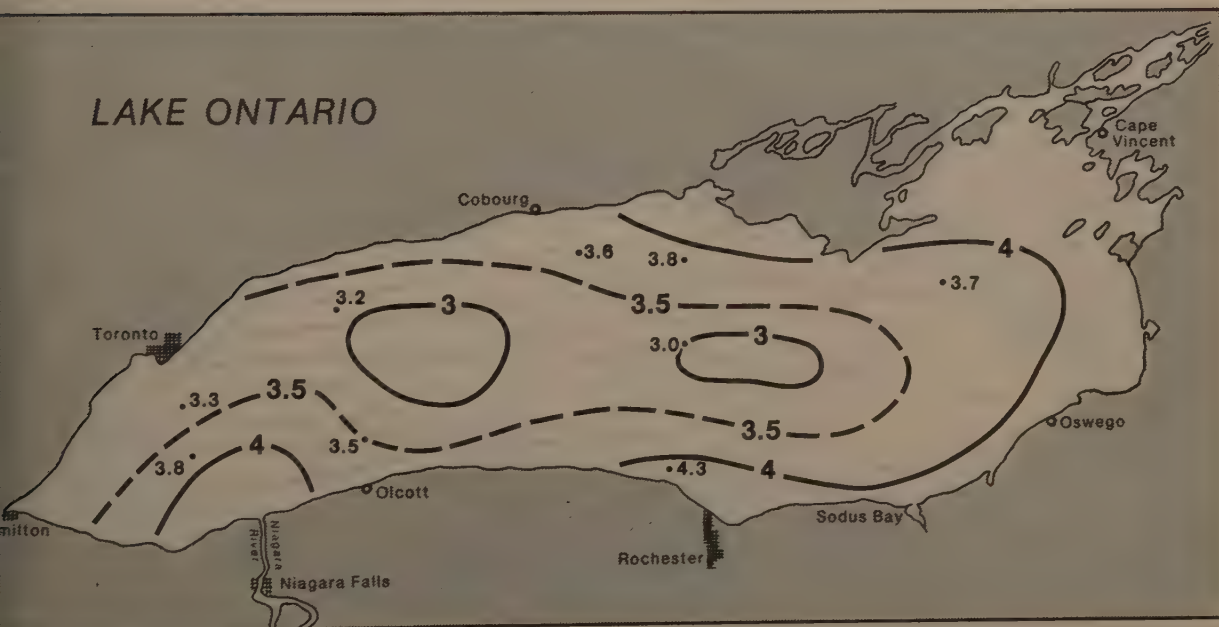 LAKE ONTARIO
Cape
Vincent
Cobourg
3.6
3.8
4
3.7
3.2
3
3.5
Toronto
3.0
3
3.3
3.5
Oswego
3.5
3.5
4
3.8
4.3
4
Olcott
milton
Sodus Bay
Niagara
River
Rochester
Niagara Falls